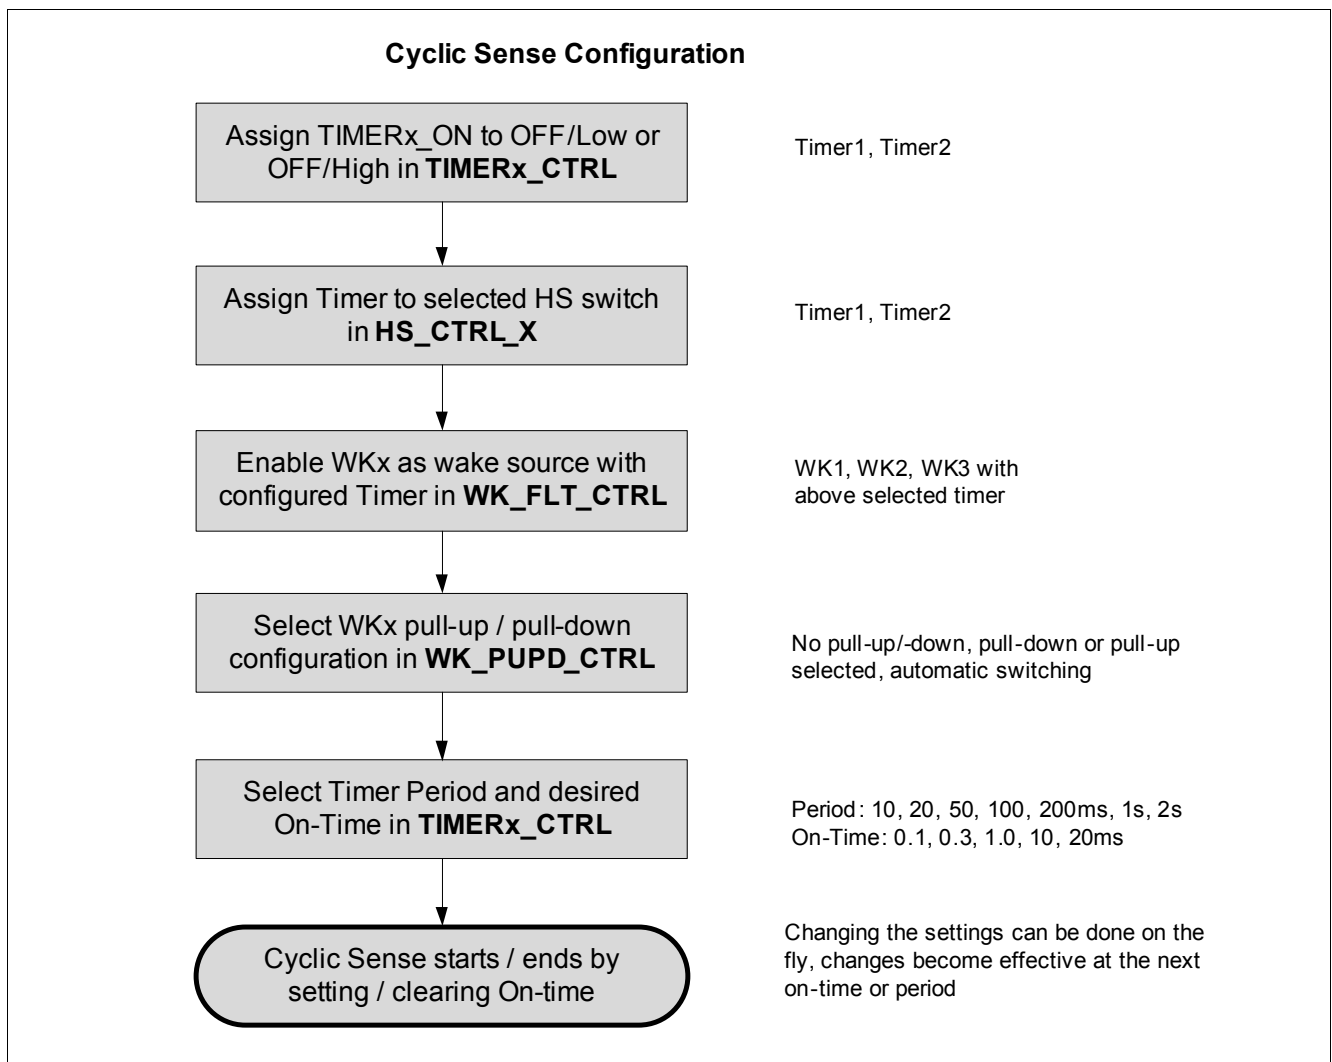 Cyclic Sense Configuration
Assign TIMERx_ON to OFF/Low or
OFF/High in TIMERx_CTRL
Timer1, Timer2
Assign Timer to selected HS switch
in HS_CTRL_X
Timer1, Timer2
Enable WKx as wake source with
configured Timer in WK_FLT_CTRL
WK1, WK2, WK3 with
above selected timer
Select WKx pull-up / pull-down
configuration in WK_PUPD_CTRL
No pull-up/-down, pull-down or pull-up
selected, automatic switching
Select Timer Period and desired
On-Time in TIMERx_CTRL
Period: 10, 20, 50, 100, 200ms, 1s, 2s
On-Time: 0.1, 0.3, 1.0, 10, 20ms
Cyclic Sense starts / ends by
setting / clearing On-time
Changing the settings can be done on the
fly, changes become effective at the next
on-time or period